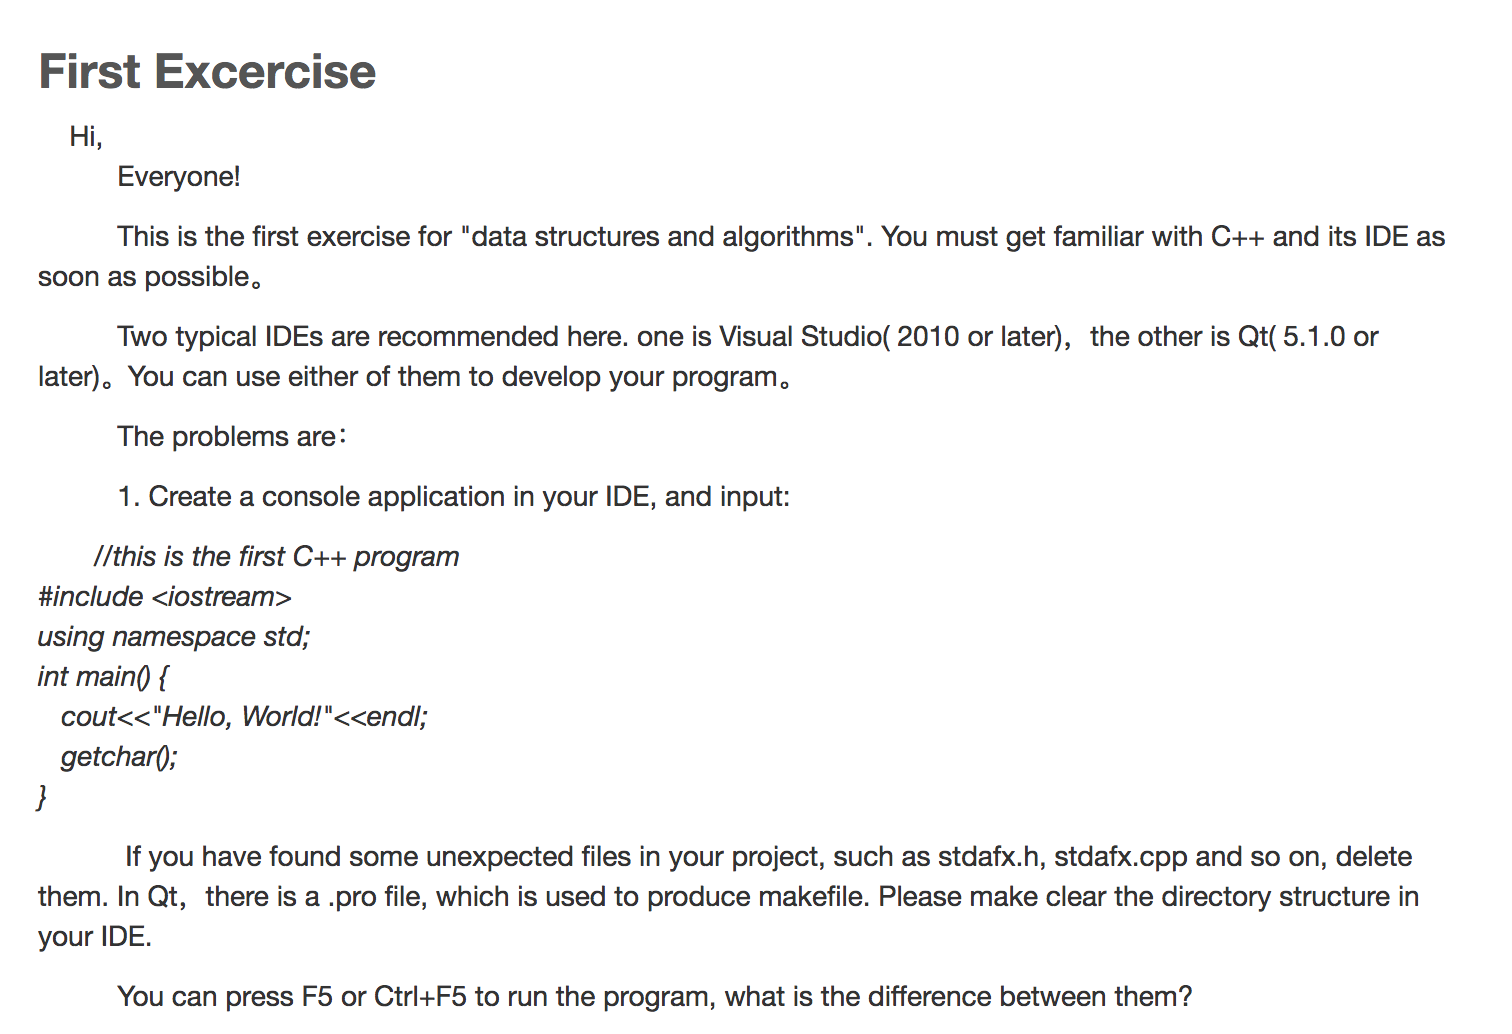 First Excercise
Hi,
Everyone!
This is the first exercise for "data structures and algorithms". You must get familiar with C++ and its IDE as
soon as possible。
Two typical IDEs are recommended here. one is Visual Studio( 2010 or later)，the other is Qt( 5.1.0 or
later)。You can use either of them to develop your program。
The problems are：
1. Create a console application in your IDE, and input:
//this is the first C++ program
#include <iostream>
using namespace std;
int main() {
cout<<"Hello, World!"<<endl;
getchar();
}
If you have found some unexpected files in your project, such as stdafx.h, stdafx.cpp and so on, delete
them. In Qt，there is a .pro file, which is used to produce makefile. Please make clear the directory structure in
your IDE.
You can press F5 or Ctrl+F5 to run the program, what is the difference between them?